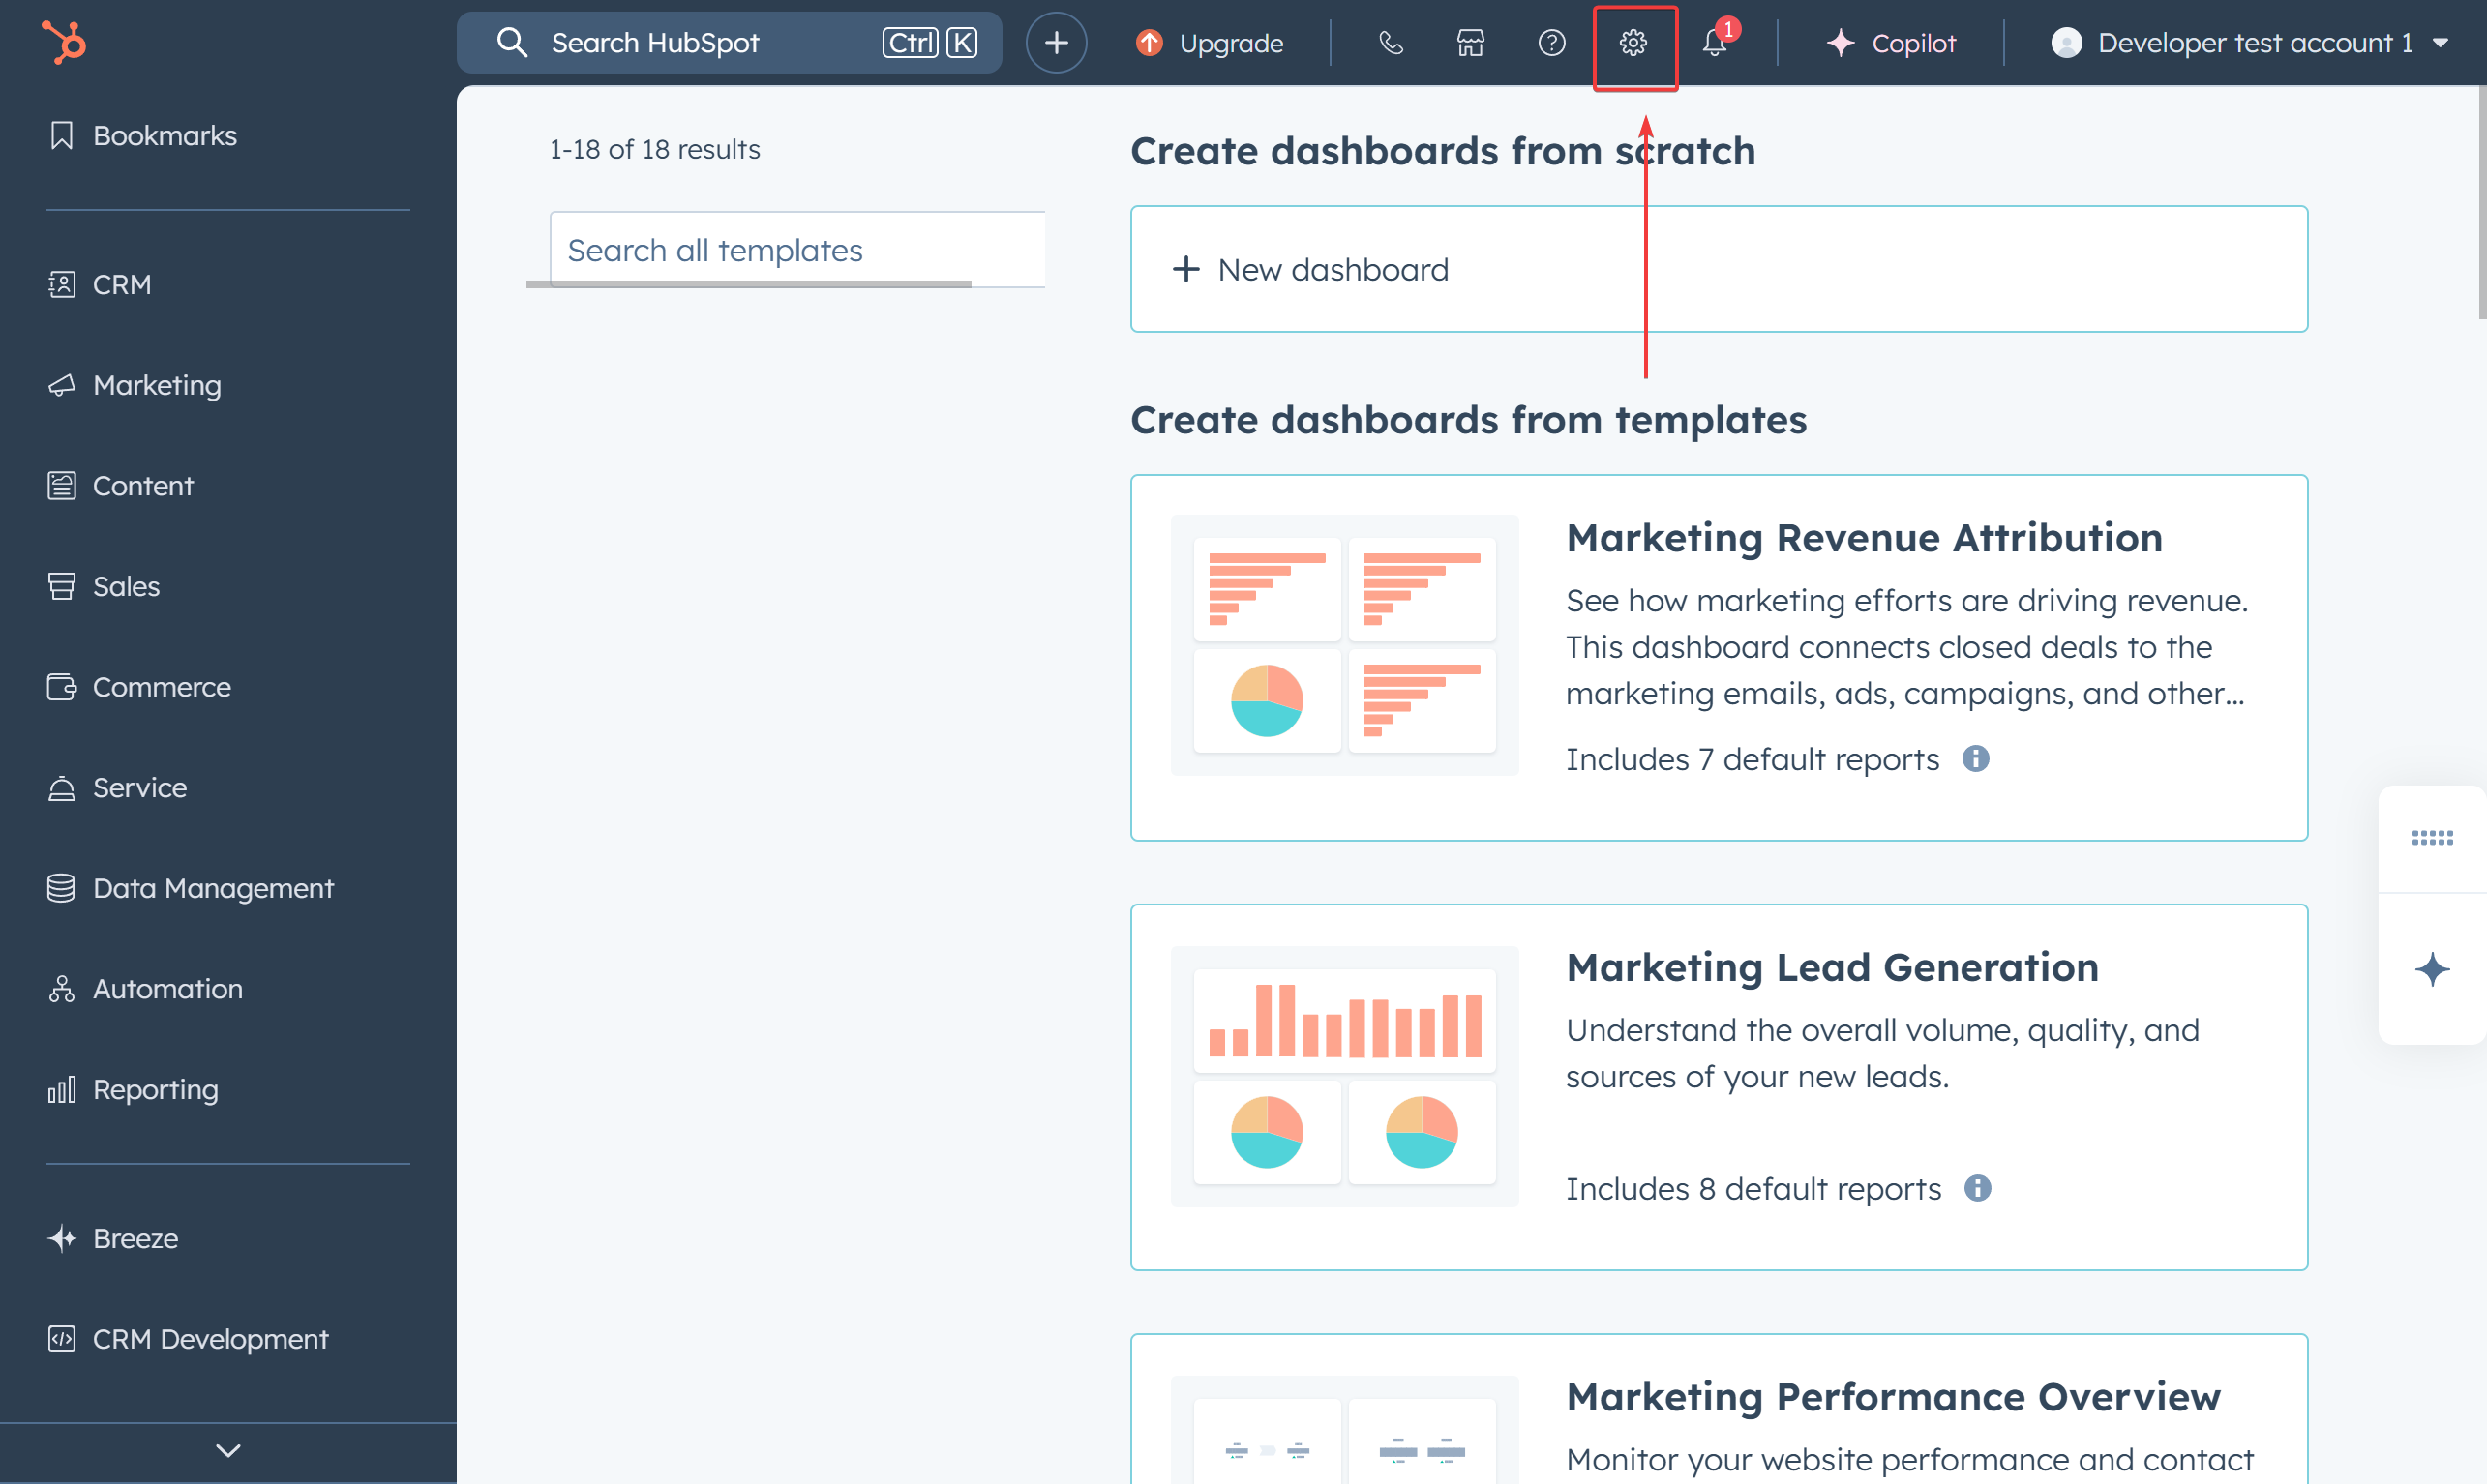 Search HubSpot
Ctrl K
Upgrade
1
Copilot
Developer test account 1
Bookmarks
CRM
Marketing
Content
Sales
Commerce
Service
Data Management
Automation
Reporting
Breeze
CRM Development
1-18 of 18 results
Search all templates
Create dashboards from scratch
New dashboard
Create dashboards from templates
Marketing Revenue Attribution
See how marketing efforts are driving revenue.
This dashboard connects closed deals to the
marketing emails, ads, campaigns, and other...
Includes 7 default reports
Marketing Lead Generation
Understand the overall volume, quality, and
sources of your new leads.
Includes 8 default reports
Marketing Performance Overview
Monitor your website performance and contact